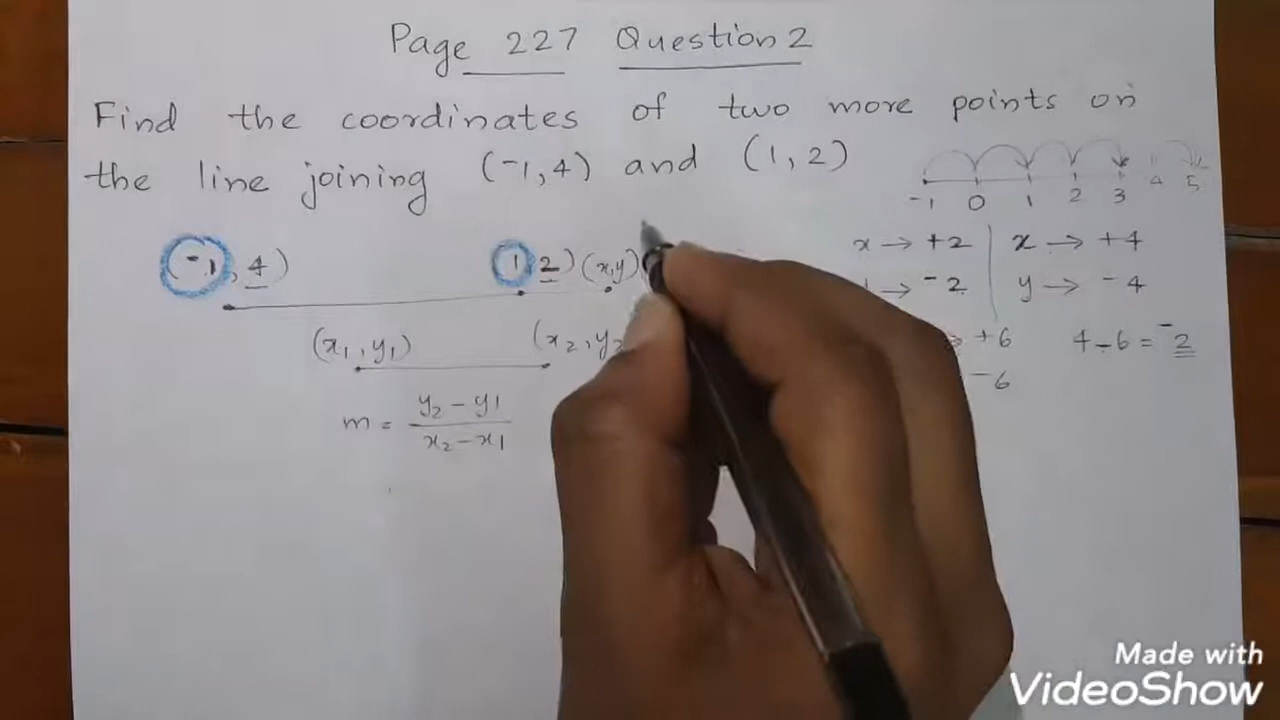 Page 227 Question 2
Find the coordinates of two more points on
the line joining (-1,4) and (1,2)
-1 0 1 2 3 4 5
(-1, 4) (1 2) (x,y)
x → +2 x → +4
→ -2 y → -4
(x1, y1) (x2, y2
+6 4-6 = -2
-6
m = y2 - y1 / x2 - x1
Made with
VideoShow